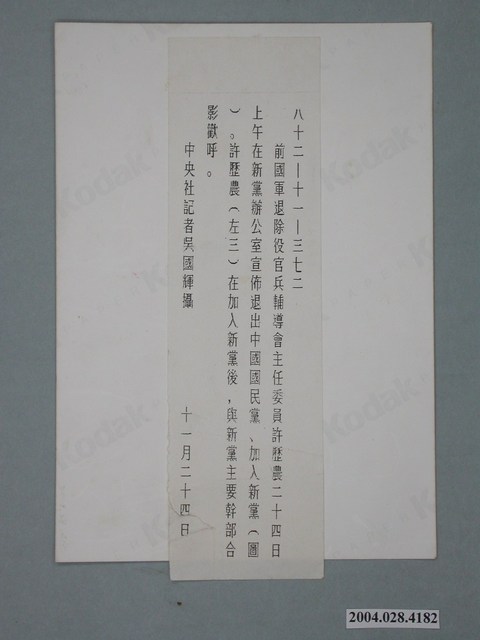 八十二—十一—三七二
前國軍退除役官兵輔導會主任委員許歷農二十四日
上午在新黨辦公室宣佈退出中國國民黨、加入新黨（圖
）。許歷農（左三）在加入新黨後，與新黨主要幹部合
影歡呼。
中央社記者吳國輝攝 十一月二十四日
Kodak
2004.028.4182